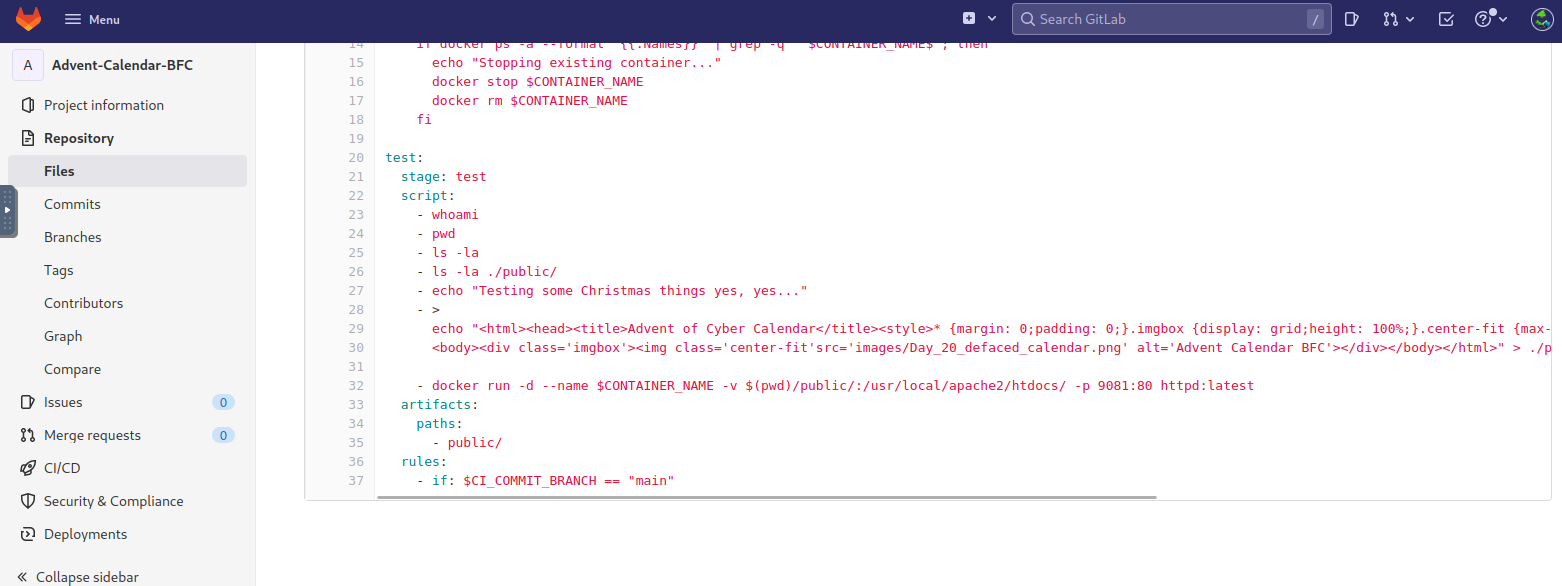 Menu
Search GitLab
/
A
Advent-Calendar-BFC
Project information
Repository
Files
Commits
Branches
Tags
Contributors
Graph
Compare
Issues
0
Merge requests
0
CI/CD
Security & Compliance
Deployments
Collapse sidebar
14 if docker ps -a --format '{{.Names}}' | grep -q $CONTAINER_NAME$ ; then
15 echo "Stopping existing container..."
16 docker stop $CONTAINER_NAME
17 docker rm $CONTAINER_NAME
18 fi
19
20 test:
21 stage: test
22 script:
23 - whoami
24 - pwd
25 - ls -la
26 - ls -la ./public/
27 - echo "Testing some Christmas things yes, yes..."
28 - >
29 echo "<html><head><title>Advent of Cyber Calendar</title><style>* {margin: 0;padding: 0;}.imgbox {display: grid;height: 100%;}.center-fit {max-
30 <body><div class='imgbox'><img class='center-fit'src='images/Day_20_defaced_calendar.png' alt='Advent Calendar BFC'></div></body></html>" > ./p
31
32 - docker run -d --name $CONTAINER_NAME -v $(pwd)/public/:/usr/local/apache2/htdocs/ -p 9081:80 httpd:latest
33 artifacts:
34 paths:
35 - public/
36 rules:
37 - if: $CI_COMMIT_BRANCH == "main"